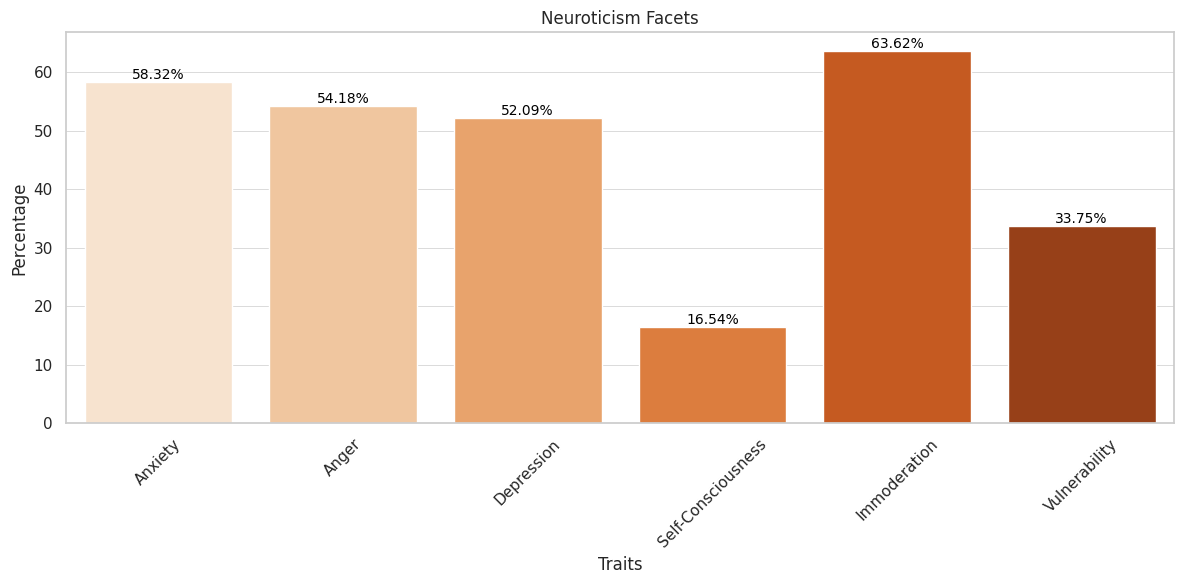 Neuroticism Facets
Percentage
60
50
40
30
20
10
0
58.32%
54.18%
52.09%
16.54%
63.62%
33.75%
Anxiety
Anger
Depression
Self-Consciousness
Immoderation
Vulnerability
Traits